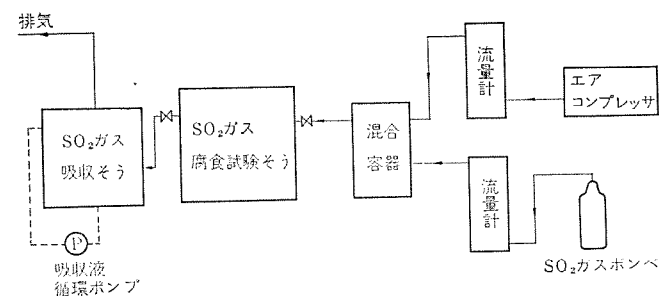 排気
SO₂ガス
吸収そう
P
吸収液
循環ポンプ
SO₂ガス
腐食試験そう
混合
容器
流量計
流量計
エア
コンプレッサ
SO₂ガスボンベ